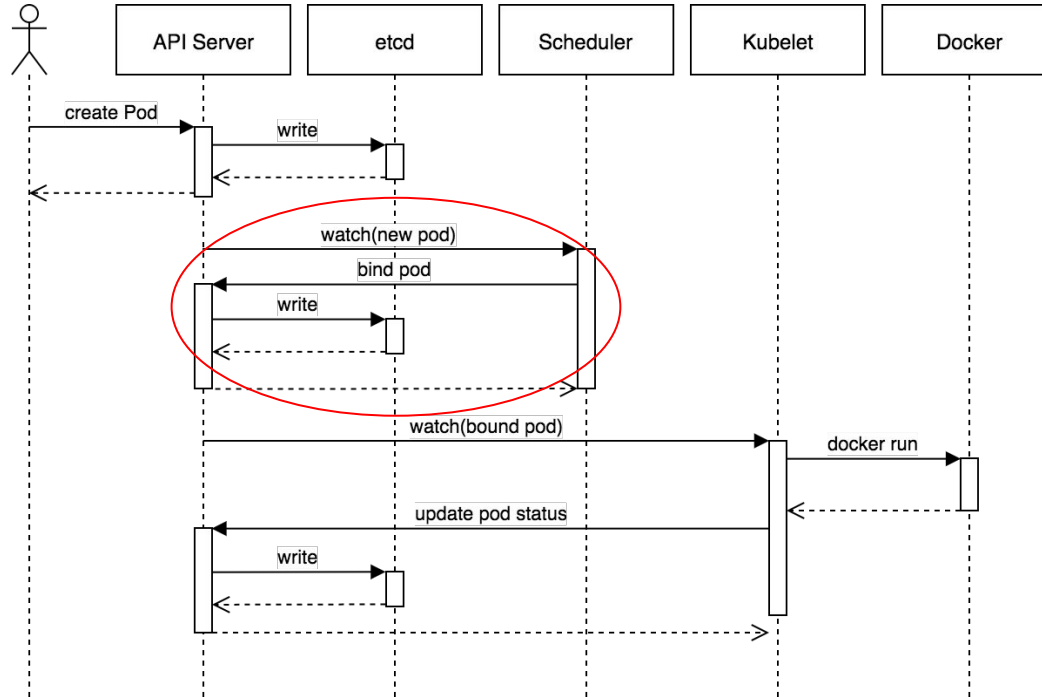 API Server
etcd
Scheduler
Kubelet
Docker
create Pod
write
watch(new pod)
bind pod
write
watch(bound pod)
docker run
update pod status
write